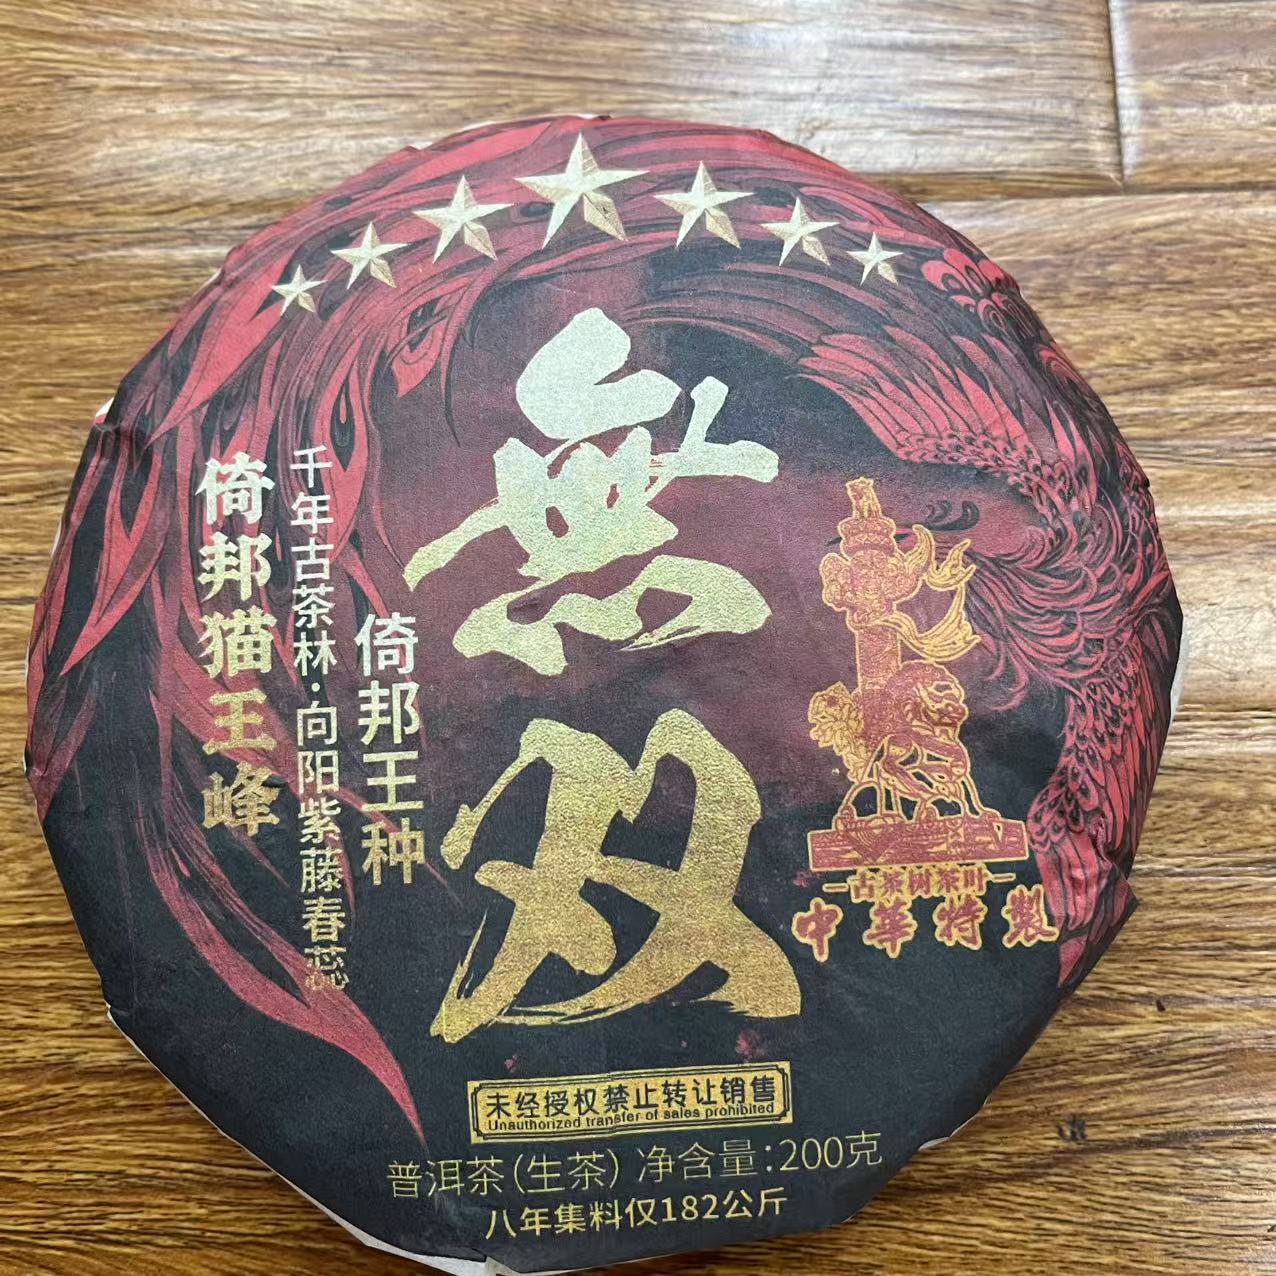 無双
倚邦王种
千年古茶林·向阳紫藤春蕊
倚邦猫王峰
古茶树茶叶
中華特製
未经授权禁止转让销售
Unauthorized transfer of sales prohibited
普洱茶(生茶) 净含量:200克
八年集料仅182公斤